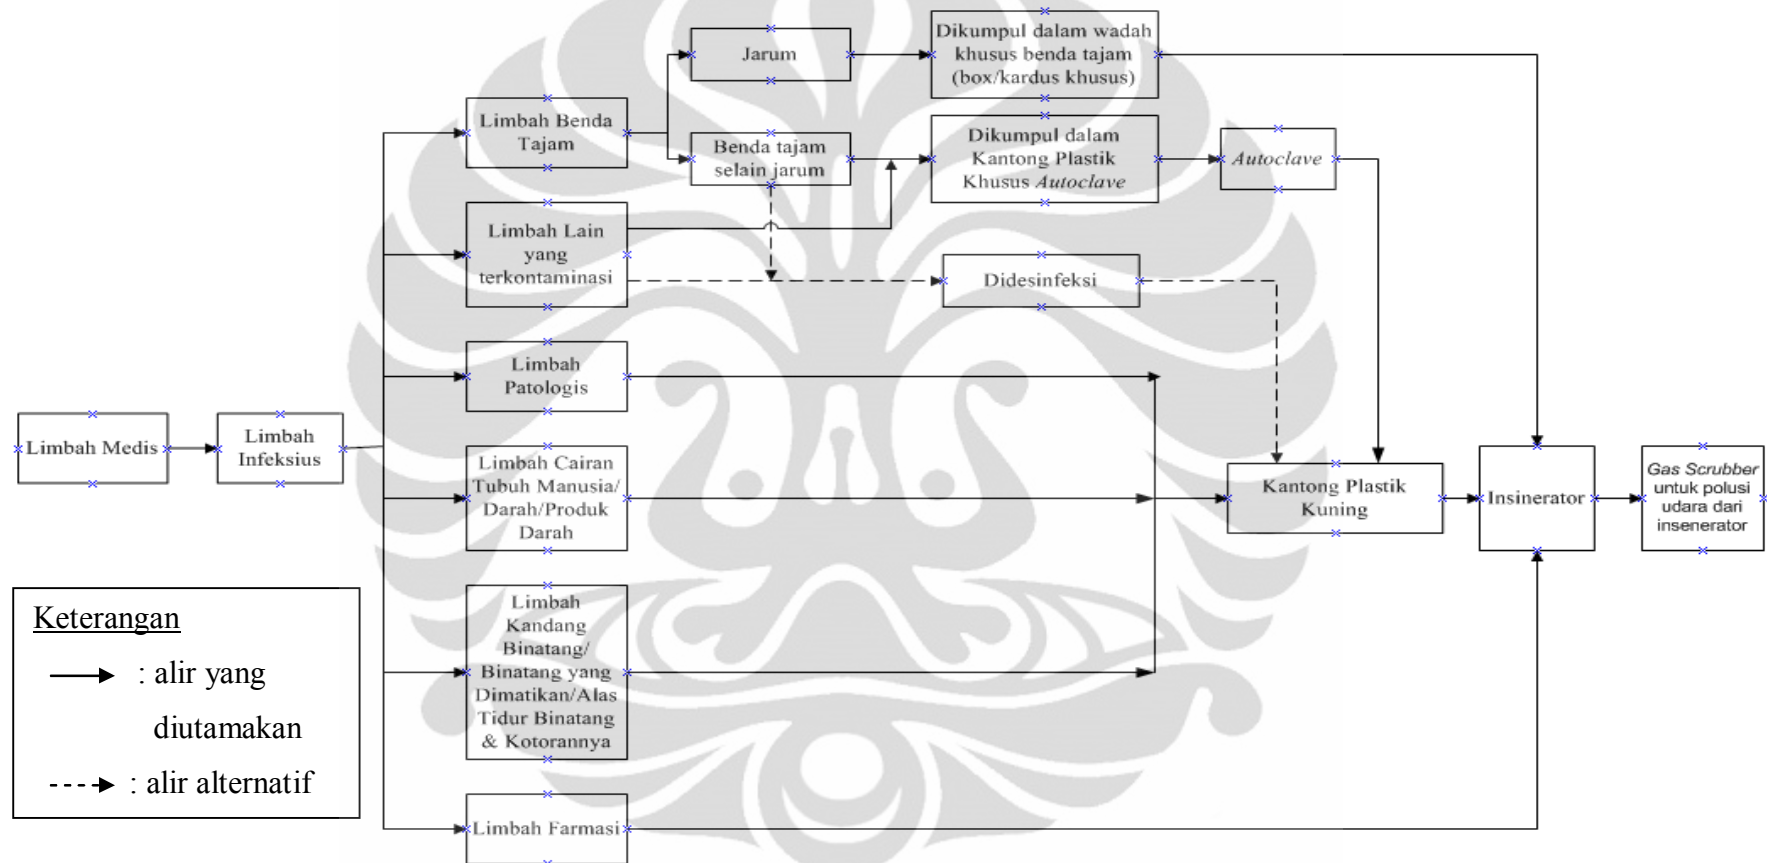 Limbah Medis
Limbah
Infeksius
Limbah Benda
Tajam
Jarum
Dikumpul dalam wadah
khusus benda tajam
(box/kardus khusus)
Benda tajam
selain jarum
Dikumpul dalam
Kantong Plastik
Khusus Autoclave
Autoclave
Limbah Lain
yang
terkontaminasi
Didesinfeksi
Limbah
Patologis
Limbah Cairan
Tubuh Manusia/
Darah/Produk
Darah
Limbah
Kandang
Binatang/
Binatang yang
Dimatikan/Alas
Tidur Binatang
& Kotorannya
Limbah Farmasi
Kantong Plastik
Kuning
Insinerator
Gas Scrubber
untuk polusi
udara dari
insenerator
Keterangan
: alir yang
diutamakan
: alir alternatif